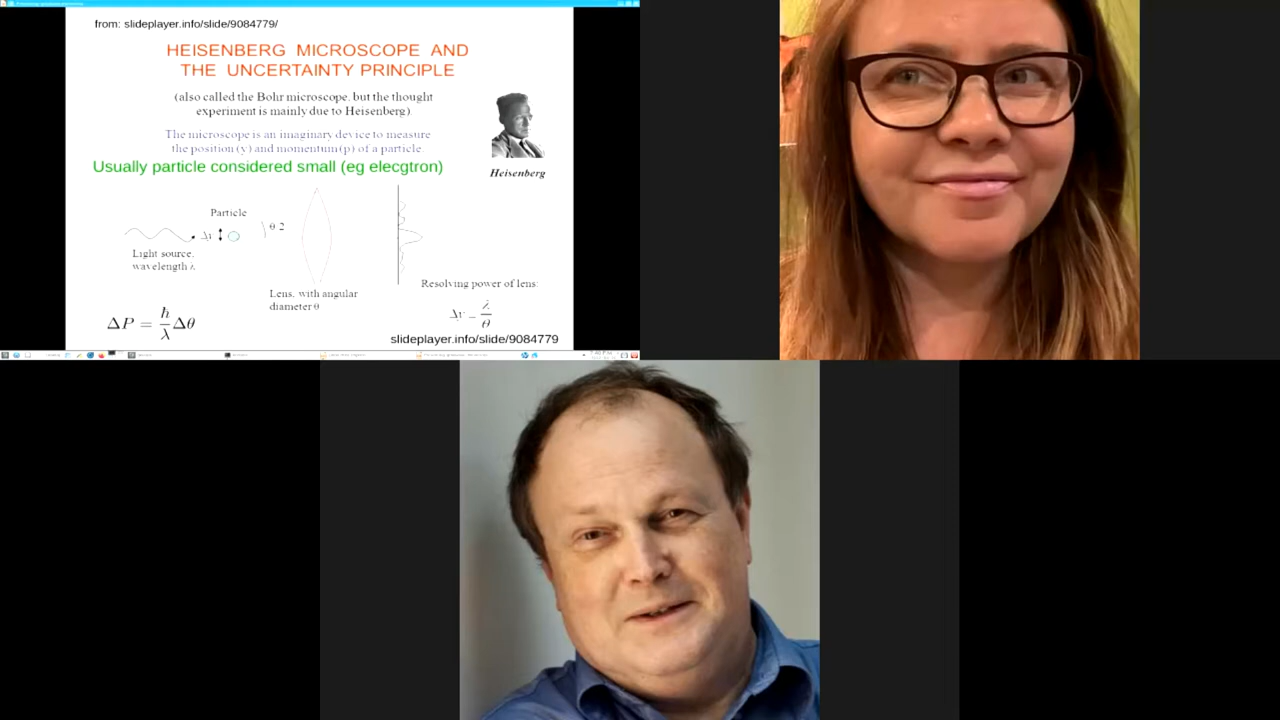 from: slideplayer.info/slide/9084779/
HEISENBERG MICROSCOPE AND
THE UNCERTAINTY PRINCIPLE
(also called the Bohr microscope, but the thought
experiment is mainly due to Heisenberg)
The microscope is an imaginary device to measure
the position (y) and momentum (p) of a particle.
Usually particle considered small (eg elecgtron)
Heisenberg
Particle
Δy
θ/2
Light source,
wavelength λ
Lens, with angular
diameter θ
Resolving power of lens:
Δy = λ/θ
ΔP = ħ/λ Δθ
slideplayer.info/slide/9084779